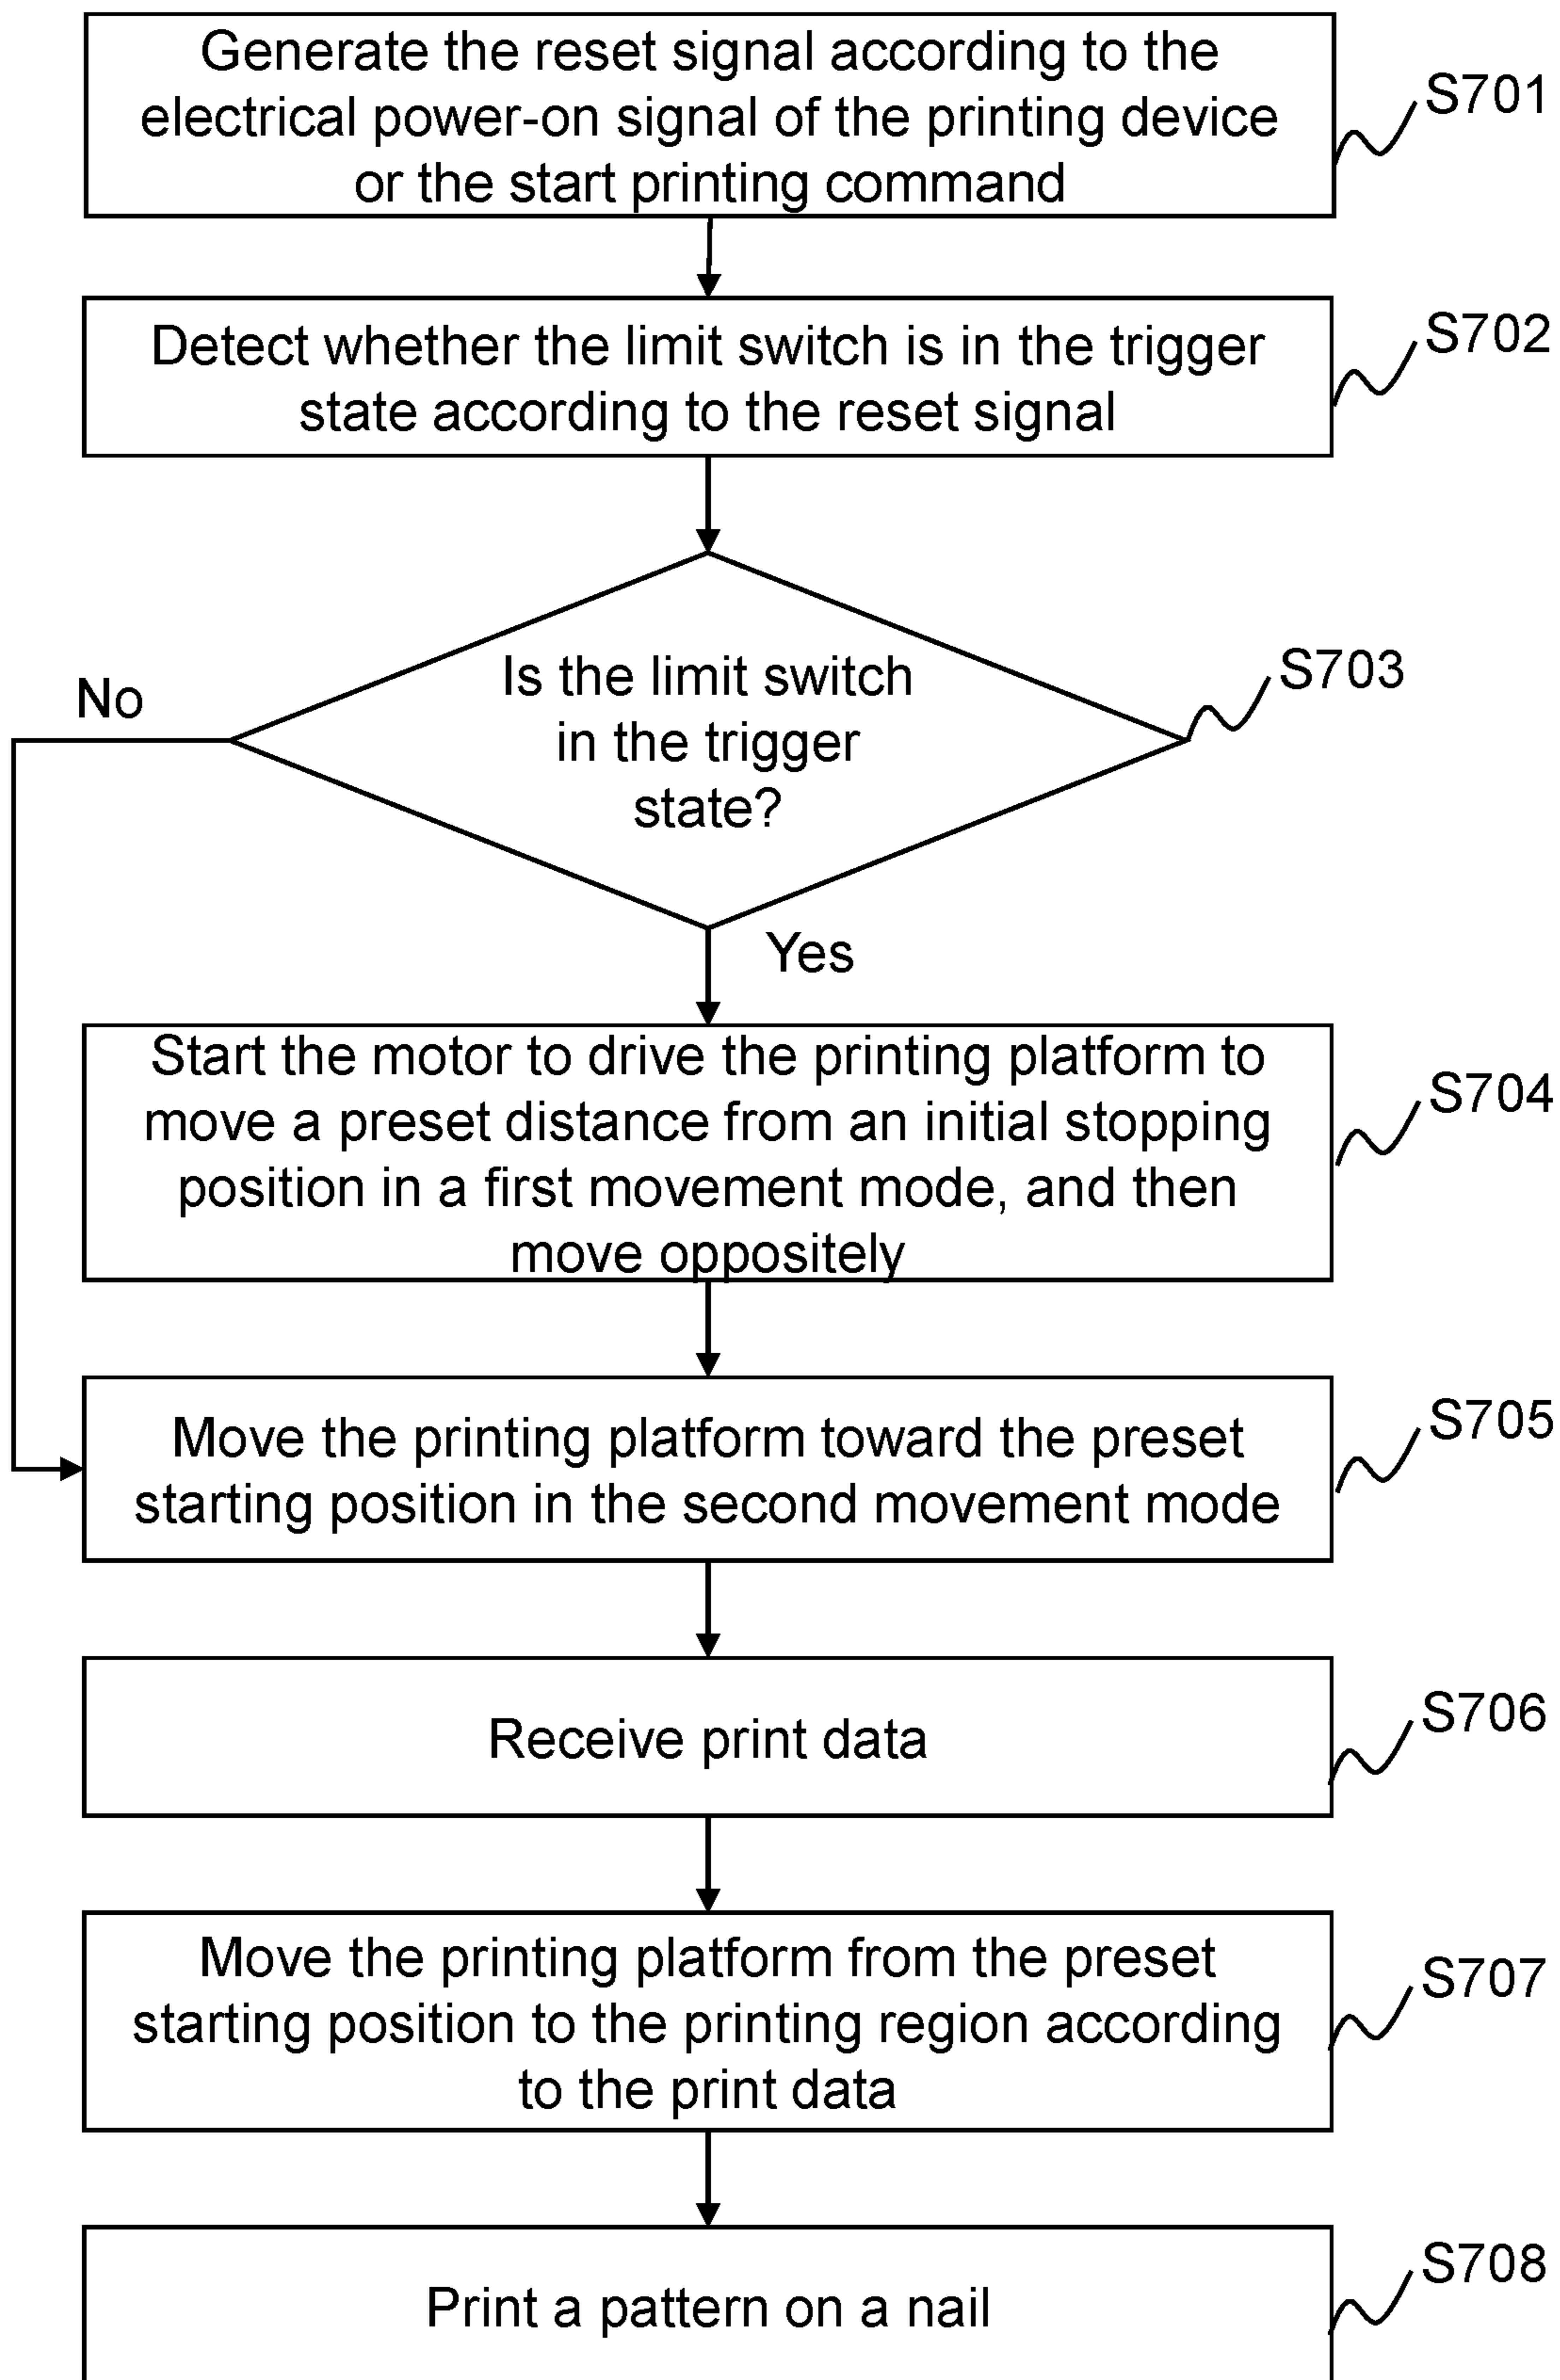 Generate the reset signal according to the
electrical power-on signal of the printing device
or the start printing command
S701
Detect whether the limit switch is in the trigger
state according to the reset signal
S702
Is the limit switch
in the trigger
state?
S703
No
Yes
Start the motor to drive the printing platform to
move a preset distance from an initial stopping
position in a first movement mode, and then
move oppositely
S704
Move the printing platform toward the preset
starting position in the second movement mode
S705
Receive print data
S706
Move the printing platform from the preset
starting position to the printing region according
to the print data
S707
Print a pattern on a nail
S708